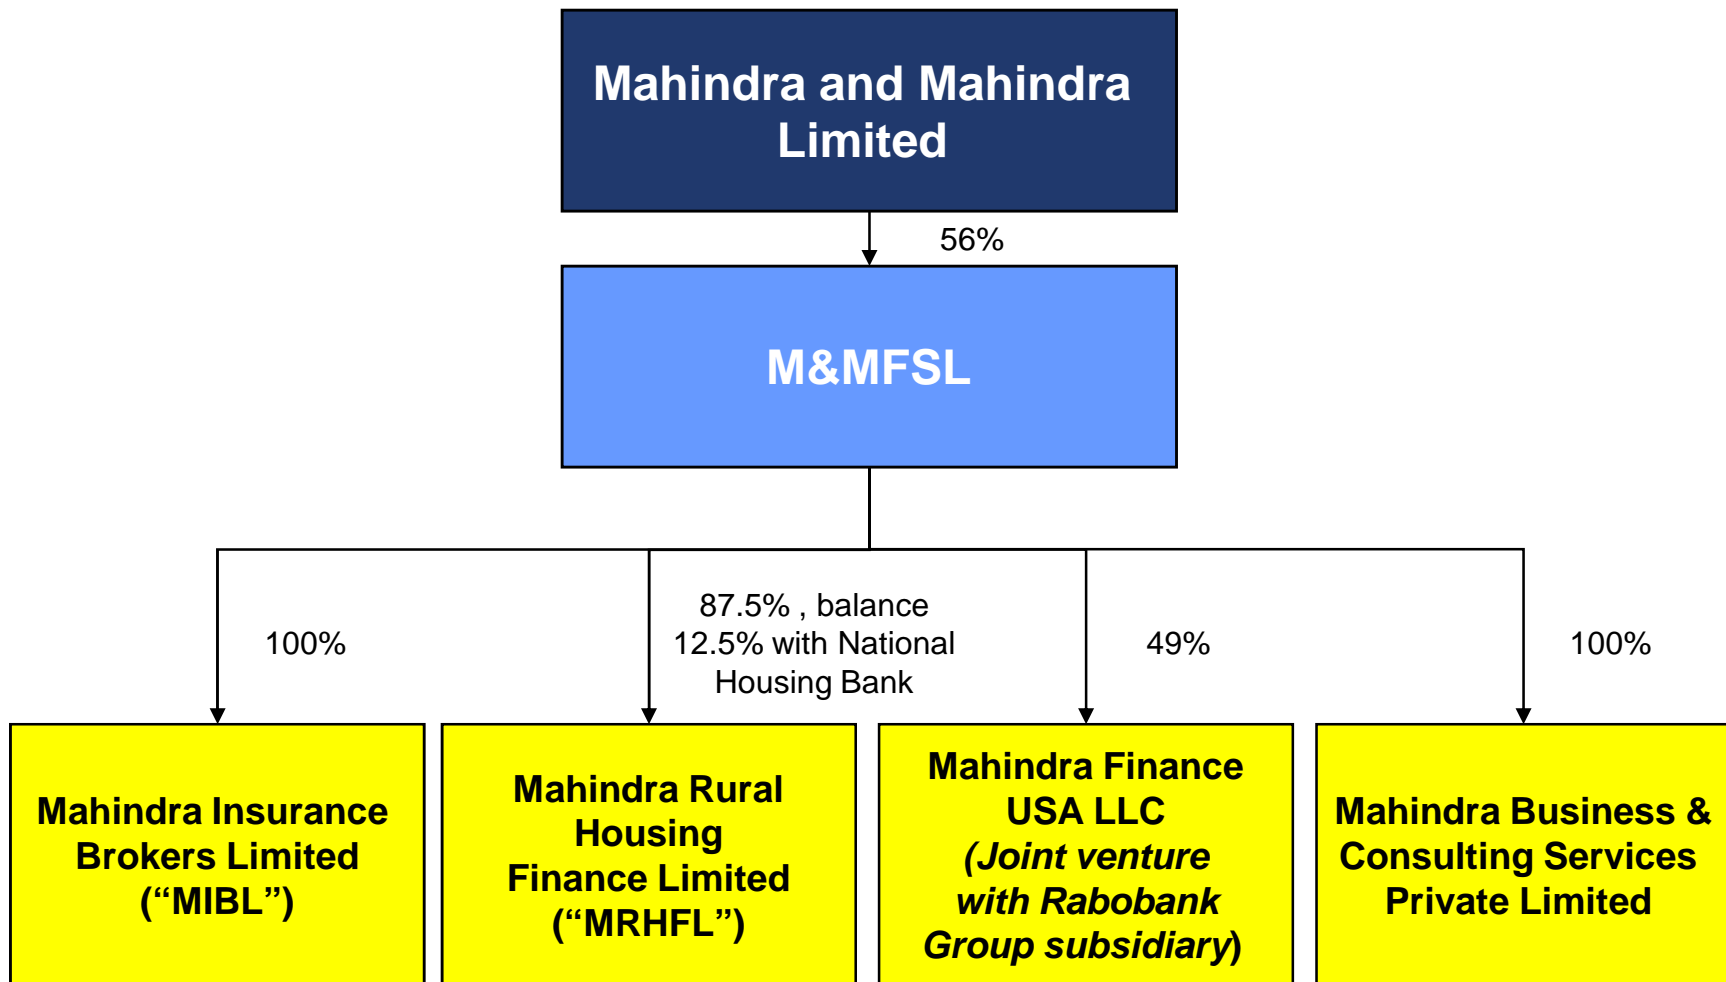 Mahindra and Mahindra
Limited
56%
M&MFSL
100%
87.5% , balance
12.5% with National
Housing Bank
49%
100%
Mahindra Insurance
Brokers Limited
(“MIBL”)
Mahindra Rural
Housing
Finance Limited
(“MRHFL”)
Mahindra Finance
USA LLC
(Joint venture
with Rabobank
Group subsidiary)
Mahindra Business &
Consulting Services
Private Limited